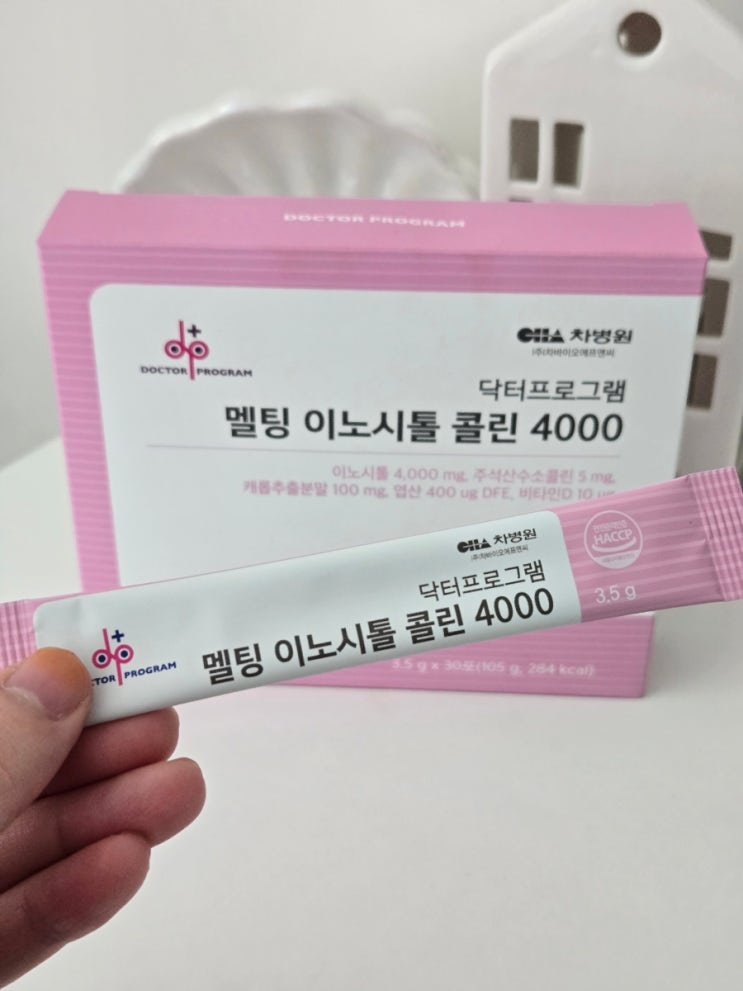 DOCTOR PROGRAM
DOCTOR PROGRAM
CHA 차병원
(주)차바이오에프앤씨
닥터프로그램
멜팅 이노시톨 콜린 4000
이노시톨 4,000 mg, 주석산수소콜린 5 mg,
캐롭추출분말 100 mg, 엽산 400 ug DFE, 비타민D 10 ug
CHA 차병원
(주)차바이오에프앤씨
닥터프로그램
멜팅 이노시톨 콜린 4000
CTOR PROGRAM
HACCP
3.5 g
3.5 g x 30포(105 g, 284 kcal)